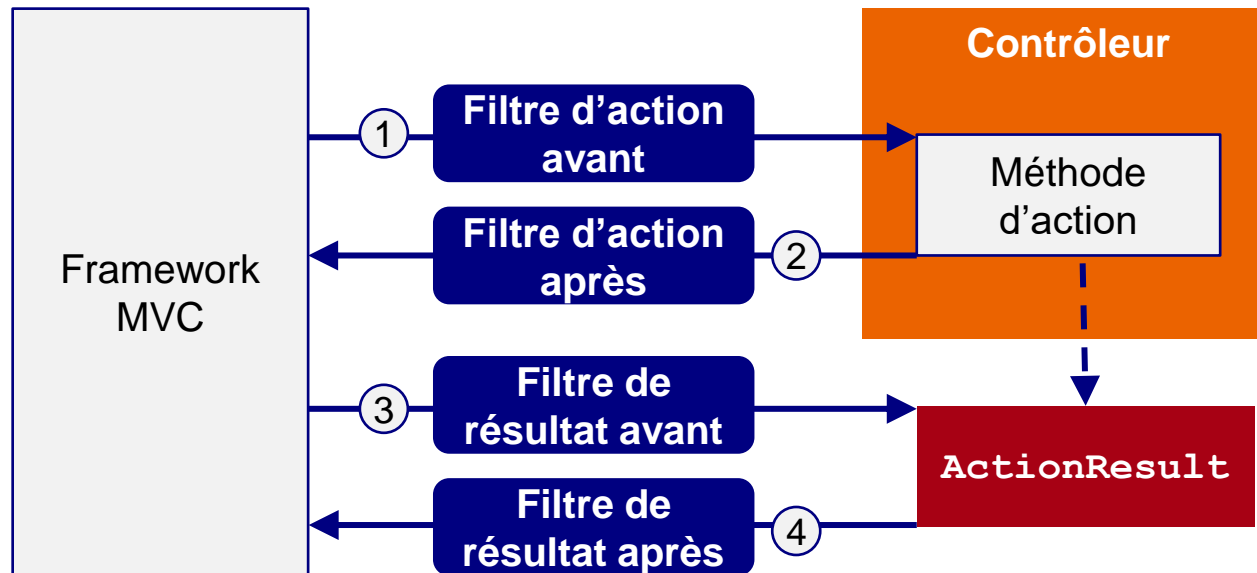 Contrôleur
Filtre d’action
avant
1
Méthode
d’action
Filtre d’action
après
2
Framework
MVC
Filtre de
résultat avant
3
ActionResult
Filtre de
résultat après
4